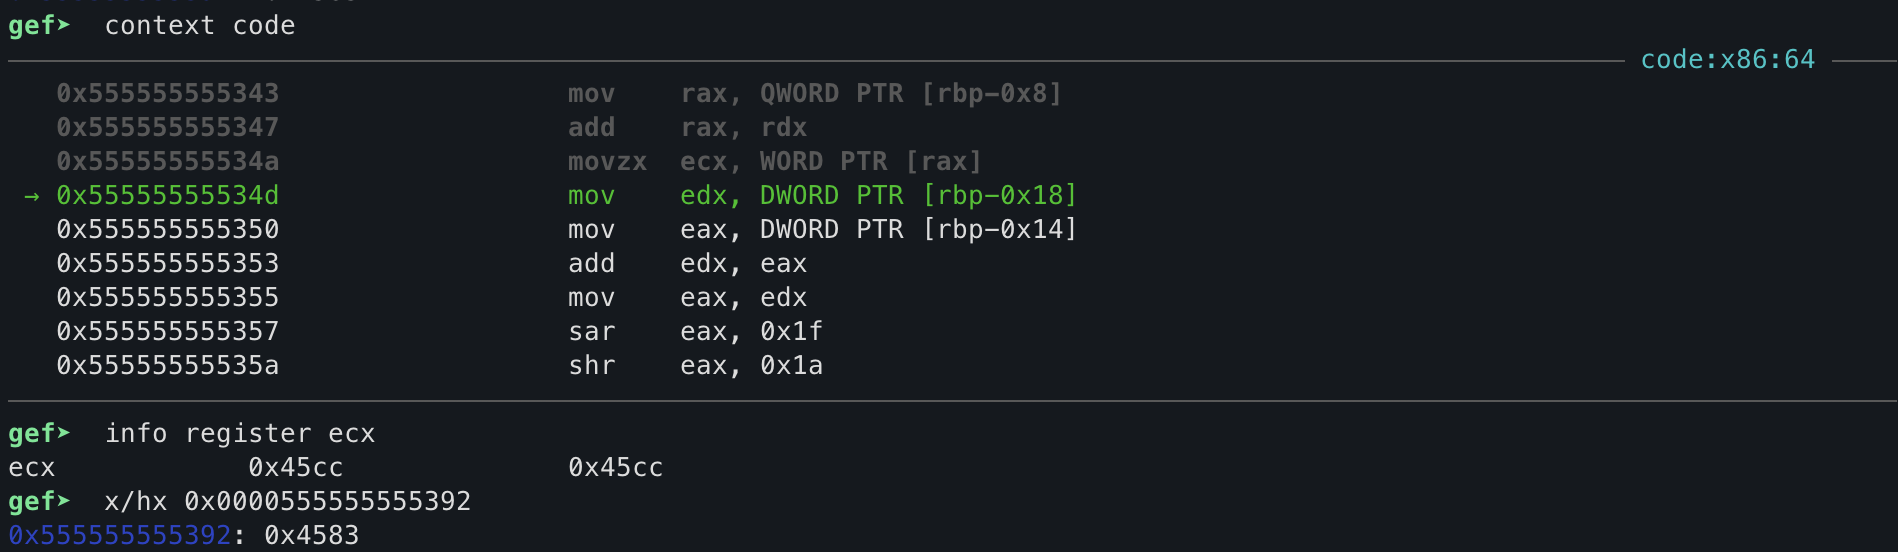 gef➤  context code
code:x86:64
0x555555555343 mov rax, QWORD PTR [rbp-0x8]
0x555555555347 add rax, rdx
0x55555555534a movzx ecx, WORD PTR [rax]
→ 0x55555555534d mov edx, DWORD PTR [rbp-0x18]
0x555555555350 mov eax, DWORD PTR [rbp-0x14]
0x555555555353 add edx, eax
0x555555555355 mov eax, edx
0x555555555357 sar eax, 0x1f
0x55555555535a shr eax, 0x1a
gef➤  info register ecx
ecx 0x45cc 0x45cc
gef➤  x/hx 0x0000555555555392
0x555555555392: 0x4583